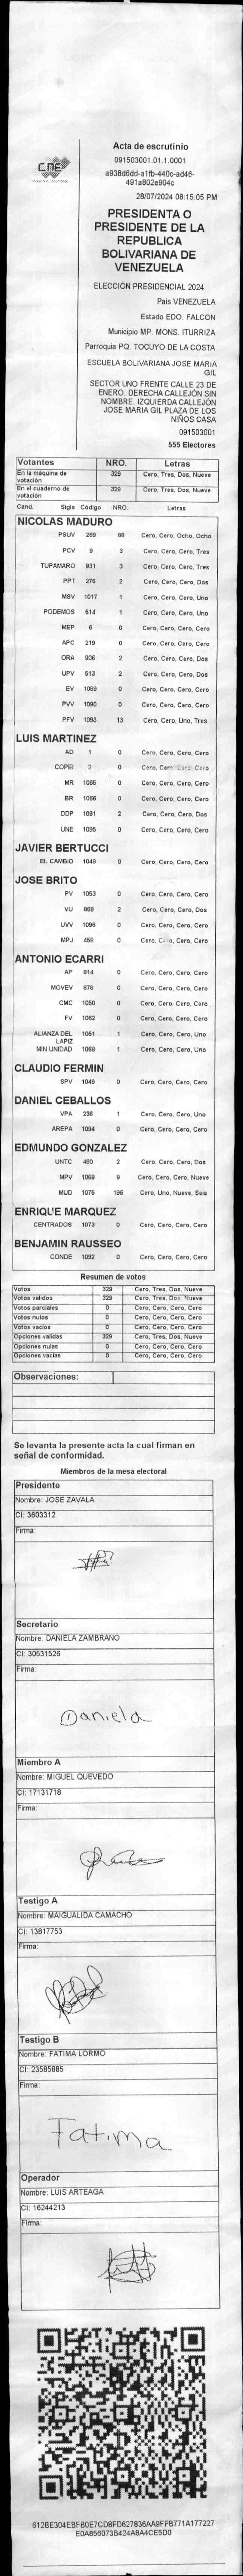 CNE
Acta de escrutinio
091503001.01.1.0001
a938d6dd-a1fb-440c-ad46-
491a902e904c
28/07/2024 08:15:05 PM
PRESIDENTA O
PRESIDENTE DE LA
REPUBLICA
BOLIVARIANA DE
VENEZUELA
ELECCIÓN PRESIDENCIAL 2024
Pais VENEZUELA
Estado EDO. FALCON
Municipio MP. MONS. ITURRIZA
Parroquia PQ. TOCUYO DE LA COSTA
ESCUELA BOLIVARIANA JOSE MARIA
GIL
SECTOR UNO FRENTE CALLE 23 DE
ENERO. DERECHA CALLEJÓN SIN
NOMBRE. IZQUIERDA CALLEJÓN
JOSE MARIA GIL PLAZA DE LOS
NIÑOS CASA
091503001
555 Electores
Votantes NRO. Letras
En la máquina de votación 329 Cero, Tres, Dos, Nueve
En el cuaderno de votación 329 Cero, Tres, Dos, Nueve
Cand. Sigla Código NRO. Letras
NICOLAS MADURO
PSUV 269 88 Cero, Cero, Ocho, Ocho
PCV 9 3 Cero, Cero, Cero, Tres
TUPAMARO 931 3 Cero, Cero, Cero, Tres
PPT 276 2 Cero, Cero, Cero, Dos
MSV 1017 1 Cero, Cero, Cero, Uno
PODEMOS 514 1 Cero, Cero, Cero, Uno
MEP 6 0 Cero, Cero, Cero, Cero
APC 219 0 Cero, Cero, Cero, Cero
ORA 906 2 Cero, Cero, Cero, Dos
UPV 513 2 Cero, Cero, Cero, Dos
EV 1089 0 Cero, Cero, Cero, Cero
PVV 1090 0 Cero, Cero, Cero, Cero
PFV 1093 13 Cero, Cero, Uno, Tres
LUIS MARTINEZ
AD 1 0 Cero, Cero, Cero, Cero
COPEI 2 0 Cero, Cero, Cero, Cero
MR 1065 0 Cero, Cero, Cero, Cero
BR 1066 0 Cero, Cero, Cero, Cero
DDP 1091 2 Cero, Cero, Cero, Dos
UNE 1095 0 Cero, Cero, Cero, Cero
JAVIER BERTUCCI
EL CAMBIO 1048 0 Cero, Cero, Cero, Cero
JOSE BRITO
PV 1053 0 Cero, Cero, Cero, Cero
VU 868 2 Cero, Cero, Cero, Dos
UVV 1096 0 Cero, Cero, Cero, Cero
MPJ 458 0 Cero, Cero, Cero, Cero
ANTONIO ECARRI
AP 814 0 Cero, Cero, Cero, Cero
MOVEV 878 0 Cero, Cero, Cero, Cero
CMC 1050 0 Cero, Cero, Cero, Cero
FV 1062 0 Cero, Cero, Cero, Cero
ALIANZA DEL LAPIZ 1051 1 Cero, Cero, Cero, Uno
MIN UNIDAD 1068 1 Cero, Cero, Cero, Uno
CLAUDIO FERMIN
SPV 1049 0 Cero, Cero, Cero, Cero
DANIEL CEBALLOS
VPA 238 1 Cero, Cero, Cero, Uno
AREPA 1094 0 Cero, Cero, Cero, Cero
EDMUNDO GONZALEZ
UNTC 460 2 Cero, Cero, Cero, Dos
MPV 1069 9 Cero, Cero, Cero, Nueve
MUD 1075 196 Cero, Uno, Nueve, Seis
ENRIQUE MARQUEZ
CENTRADOS 1073 0 Cero, Cero, Cero, Cero
BENJAMIN RAUSSEO
CONDE 1092 0 Cero, Cero, Cero, Cero
Resumen de votos
Votos 329 Cero, Tres, Dos, Nueve
Votos validos 329 Cero, Tres, Dos, Nueve
Votos parciales 0 Cero, Cero, Cero, Cero
Votos nulos 0 Cero, Cero, Cero, Cero
Votos vacios 0 Cero, Cero, Cero, Cero
Opciones validas 329 Cero, Tres, Dos, Nueve
Opciones nulas 0 Cero, Cero, Cero, Cero
Opciones vacias 0 Cero, Cero, Cero, Cero
Observaciones:
Se levanta la presente acta la cual firman en
señal de conformidad.
Miembros de la mesa electoral
Presidente
Nombre: JOSE ZAVALA
CI: 3603312
Firma:
Secretario
Nombre: DANIELA ZAMBRANO
CI: 30531526
Firma:
Daniela
Miembro A
Nombre: MIGUEL QUEVEDO
CI: 17131718
Firma:
Testigo A
Nombre: MAIGUALIDA CAMACHO
CI: 13817753
Firma:
Testigo B
Nombre: FATIMA LORMO
CI: 23585885
Firma:
Fatima
Operador
Nombre: LUIS ARTEAGA
CI: 16244213
Firma:
612BE304EBFB0E7CD8FD627836AA9FFB771A177227
E0AB56073B424A8A4CE5D0